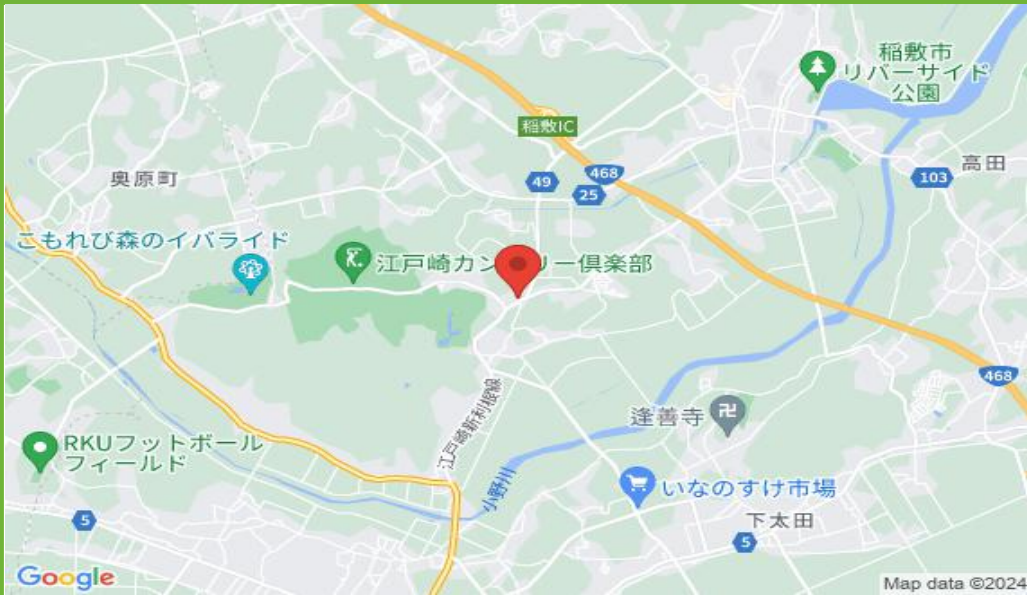 稲敷市
リバーサイド
公園
稲敷IC
468
高田
奥原町
49
25
103
こもれび森のイバライド
江戸崎カントリー倶楽部
468
江戸崎新利根線
逢善寺
RKUフットボール
フィールド
小野川
いなのすけ市場
5
下太田
5
Google
Map data ©2024